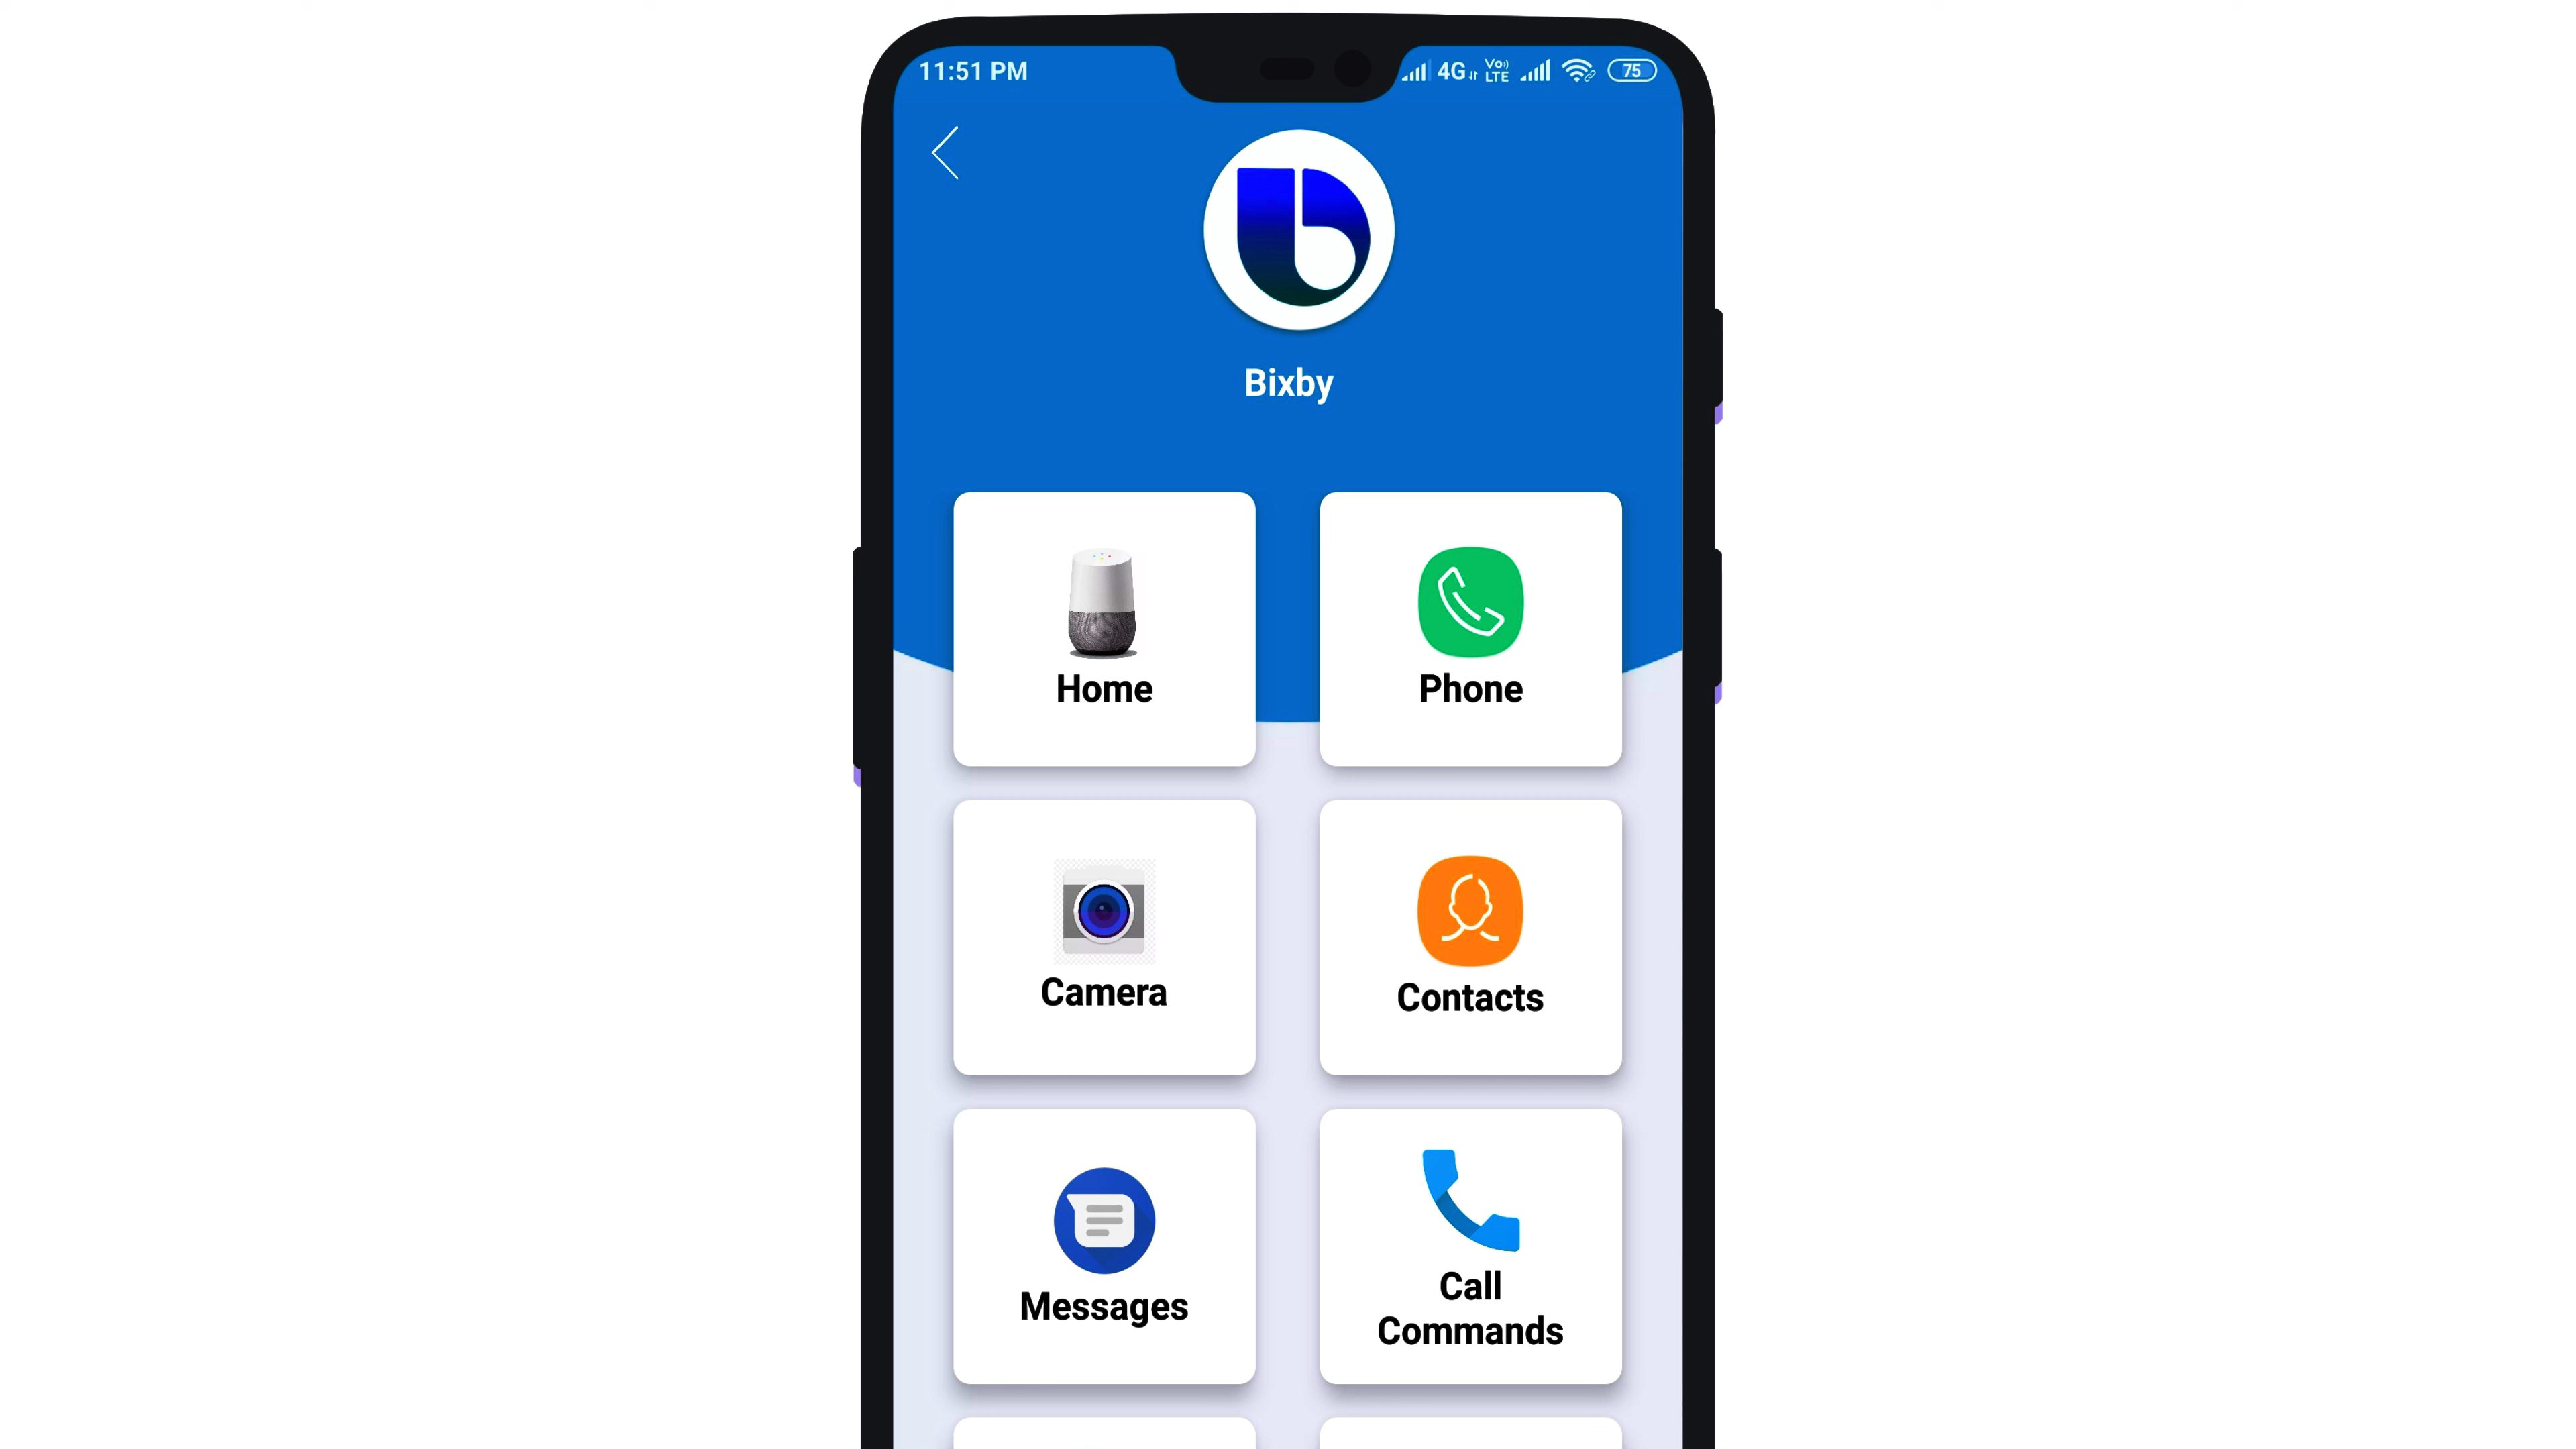 11:51 PM
4G
Vo)
LTE
75
Bixby
Home
Phone
Camera
Contacts
Messages
Call
Commands